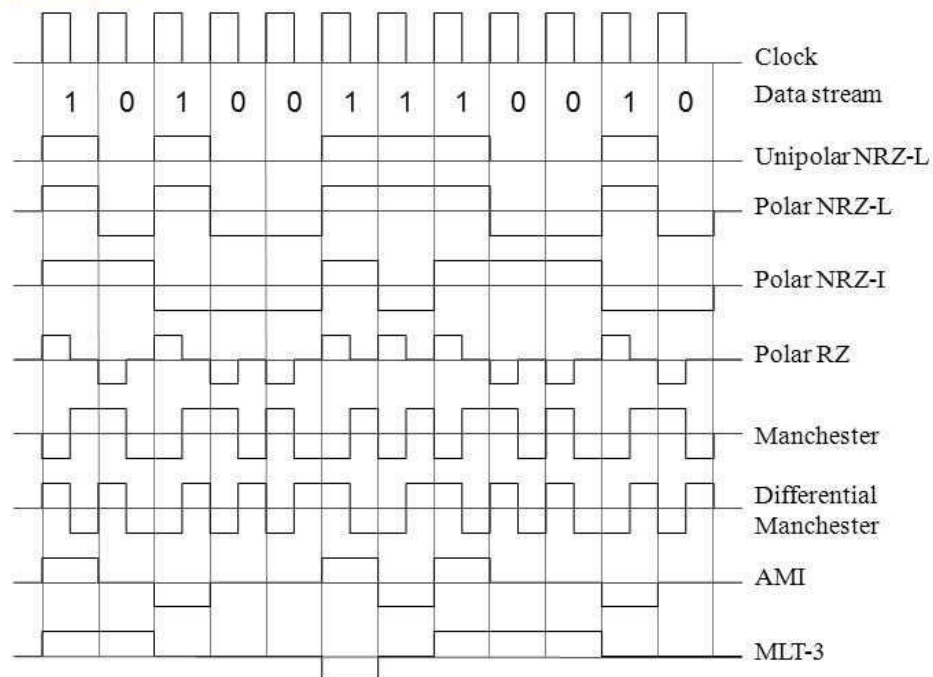 Clock
1 0 1 0 0 1 1 1 0 0 1 0
Data stream
Unipolar NRZ-L
Polar NRZ-L
Polar NRZ-I
Polar RZ
Manchester
Differential
Manchester
AMI
MLT-3